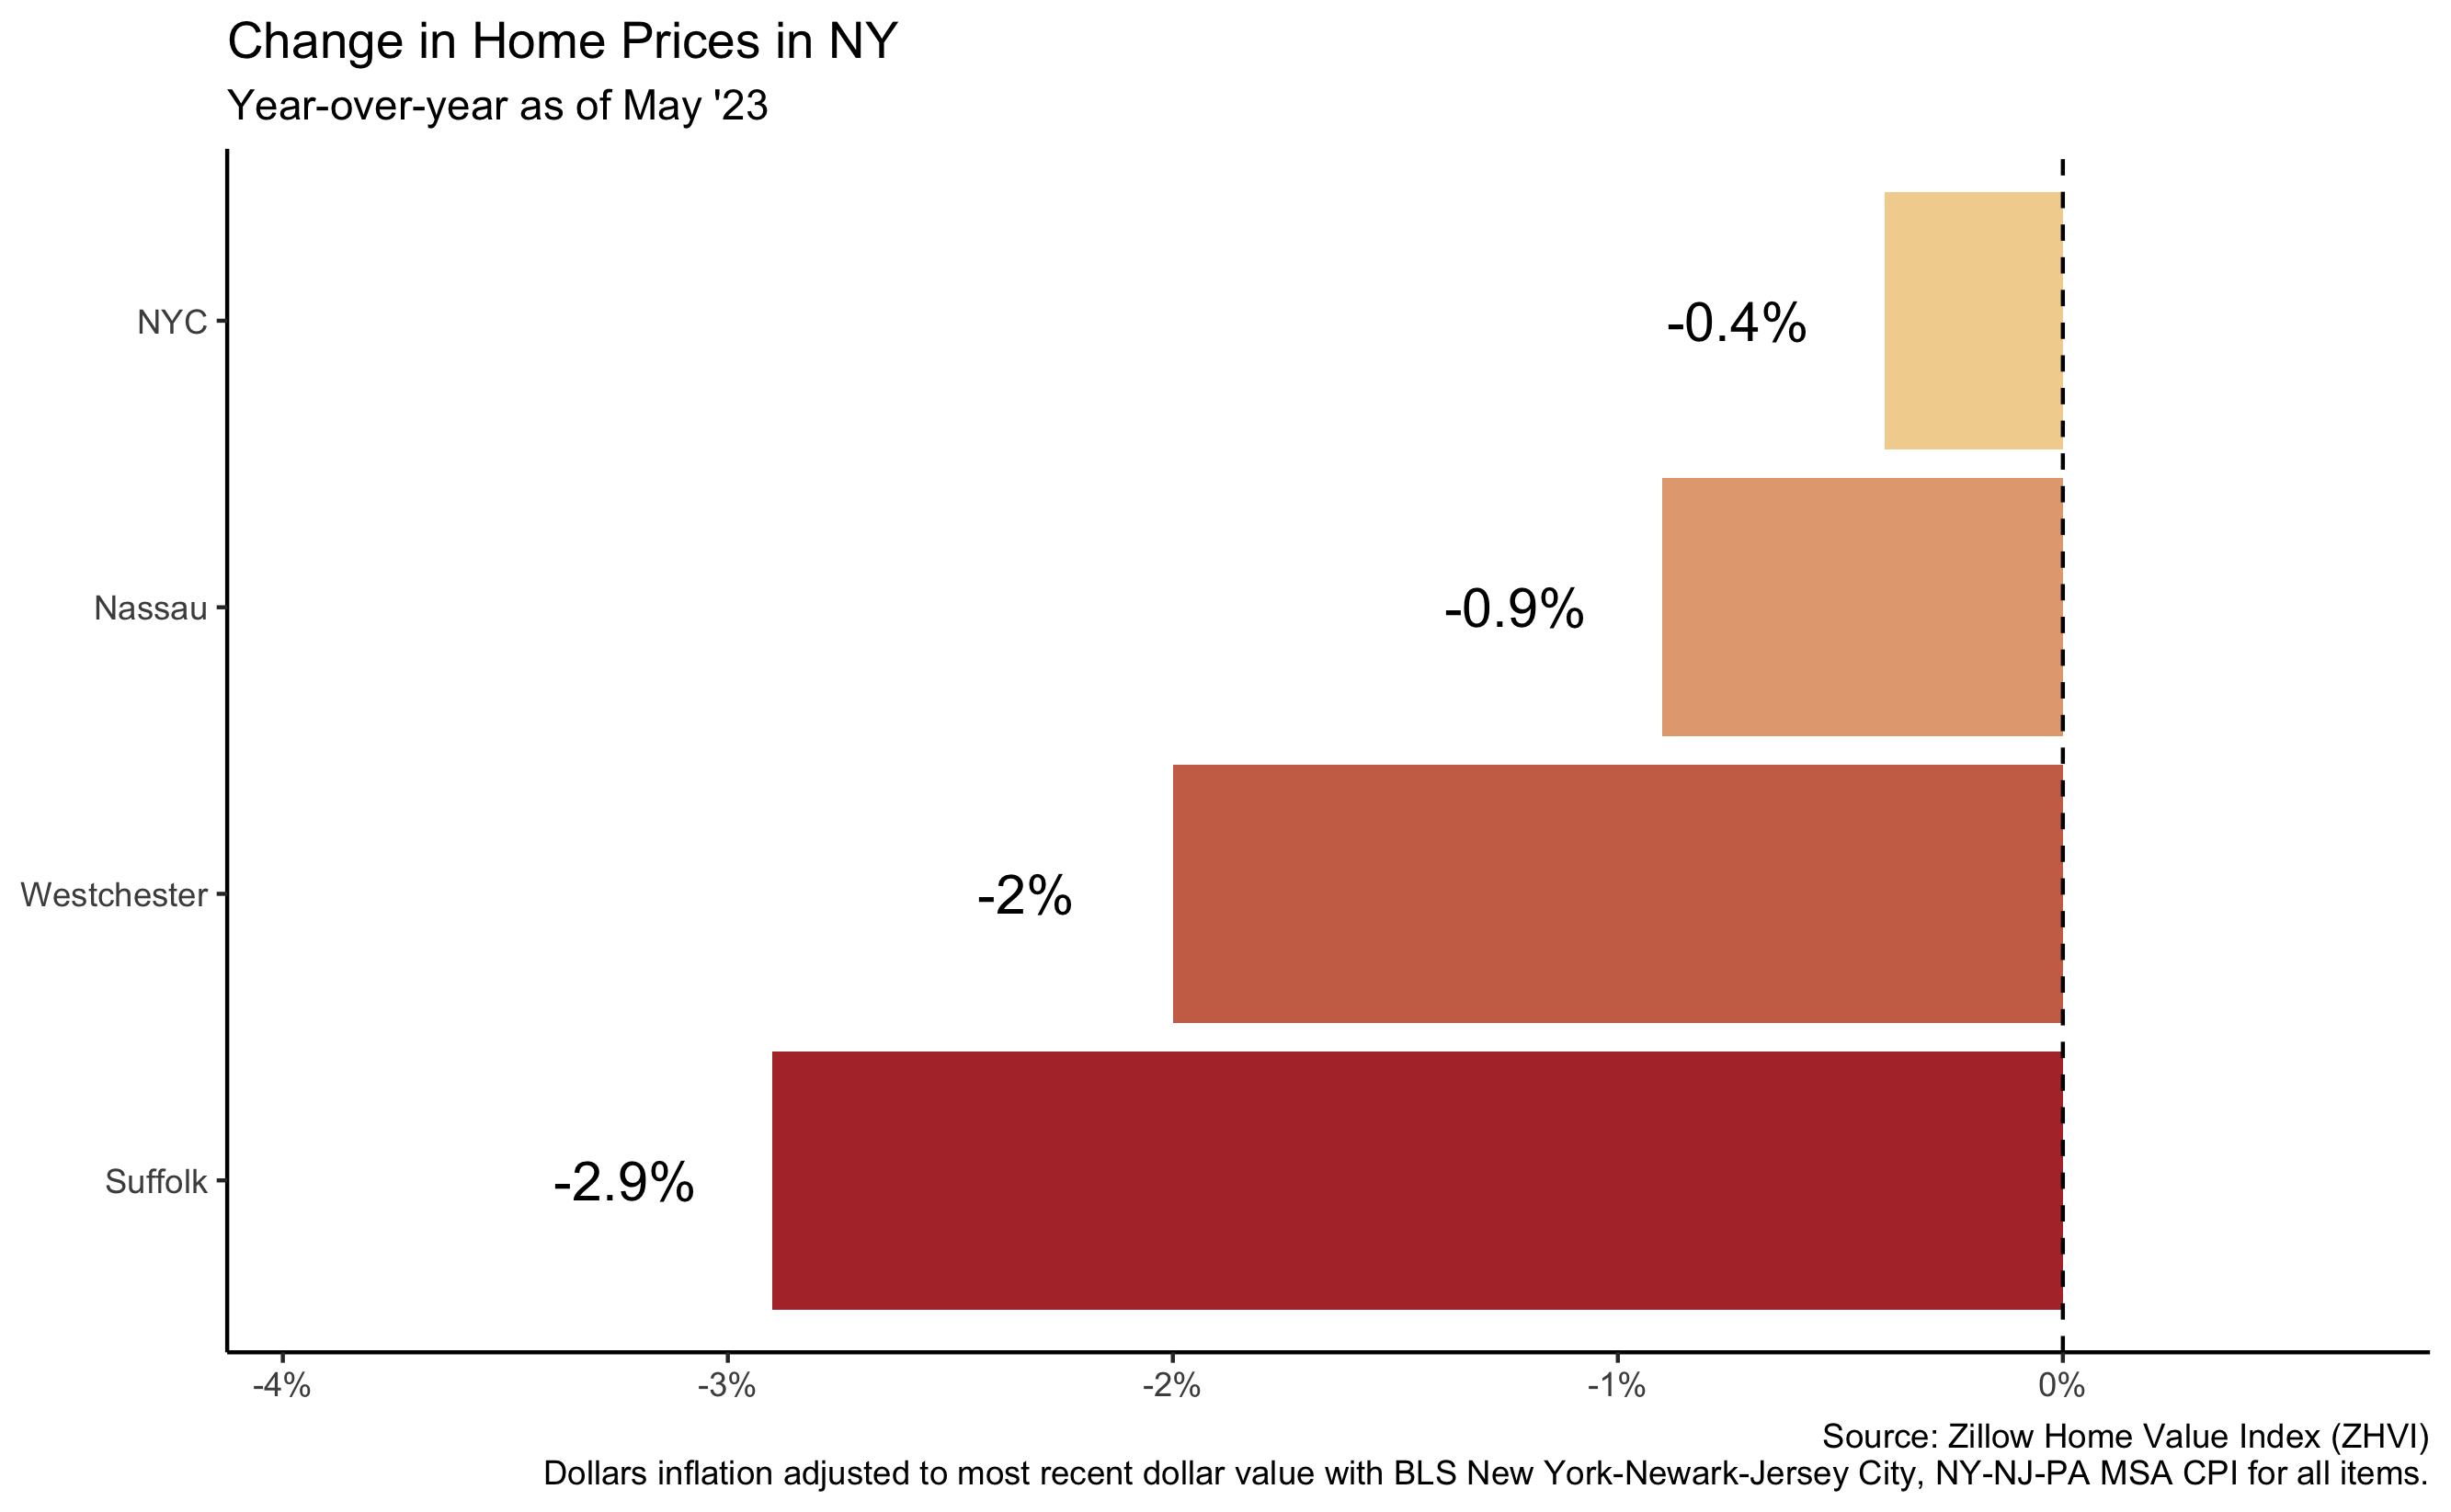 Change in Home Prices in NY
Year-over-year as of May '23
NYC
-0.4%
Nassau
-0.9%
Westchester
-2%
Suffolk
-2.9%
-4%
-3%
-2%
-1%
0%
Source: Zillow Home Value Index (ZHVI)
Dollars inflation adjusted to most recent dollar value with BLS New York-Newark-Jersey City, NY-NJ-PA MSA CPI for all items.